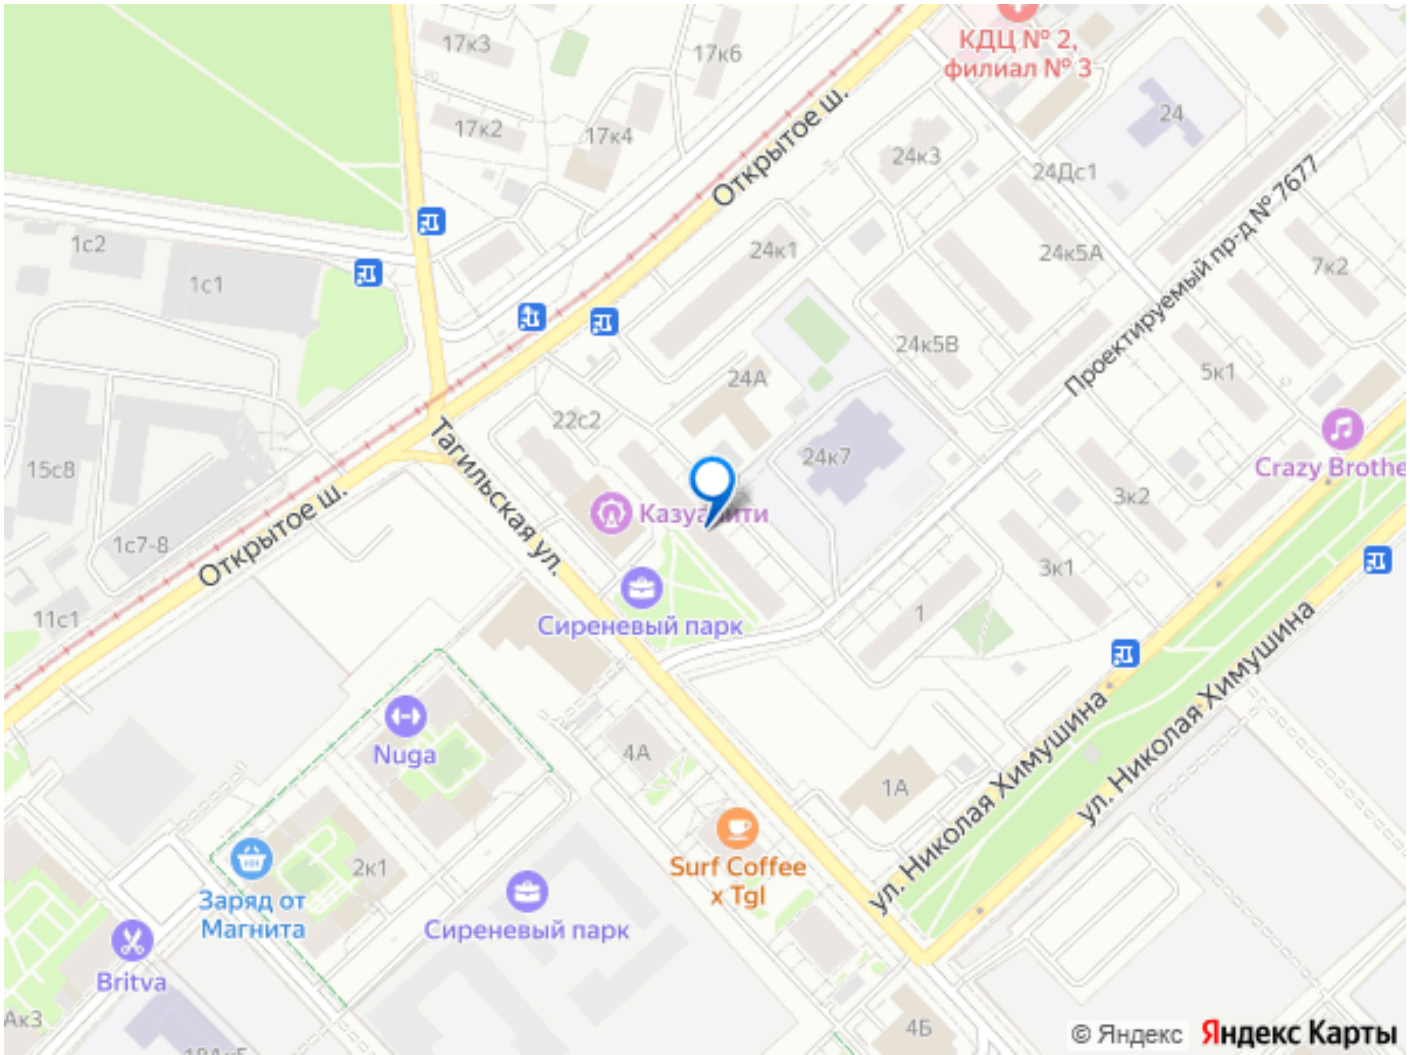 17к3
17к6
КДЦ № 2,
филиал № 3
17к2
17к4
Открытое ш.
24
24к3
24Дс1
Проектируемый пр-д № 7677
1с2
1с1
24к1
24к5А
7к2
24к5В
5к1
24А
22с2
Тагильская ул.
15с8
24к7
Crazy Brothe
3к2
Казуа
ити
Открытое ш.
1с7-8
3к1
11с1
1
Сиреневый парк
ул. Николая Химушина
ул. Николая Химушина
Nuga
4А
1А
Surf Coffee
x Tgl
2к1
Заряд от
Магнита
Сиреневый парк
Britva
Ак3
4Б
© Яндекс Яндекс Карты